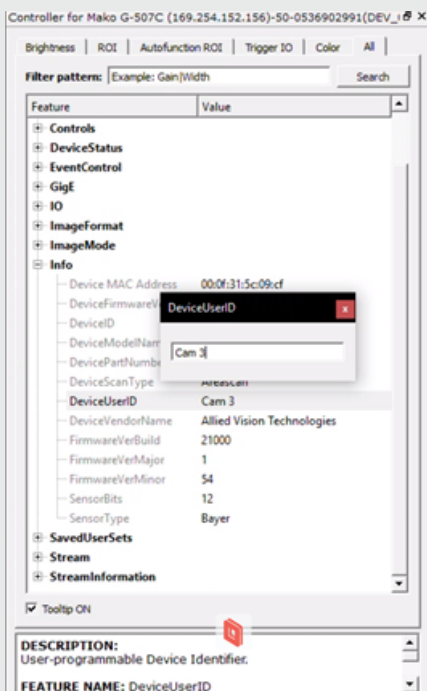 Controller for Mako G-507C (169.254.152.156)-50-0536902991(DEV_
Brightness ROI Autofunction ROI Trigger IO Color All
Filter pattern: Example: Gain|Width Search
Feature Value
Controls
DeviceStatus
EventControl
GigE
IO
ImageFormat
ImageMode
Info
Device MAC Address 00:0f:31:5c:09:cf
DeviceFirmwareV
DeviceUserID
DeviceID
DeviceModelNam
Cam 3
DevicePartNumbe
DeviceScanType Areascan
DeviceUserID Cam 3
DeviceVendorName Allied Vision Technologies
FirmwareVerBuild 21000
FirmwareVerMajor 1
FirmwareVerMinor 54
SensorBits 12
SensorType Bayer
SavedUserSets
Stream
StreamInformation
Tooltip ON
DESCRIPTION:
User-programmable Device Identifier.
FEATURE NAME: DeviceUserID